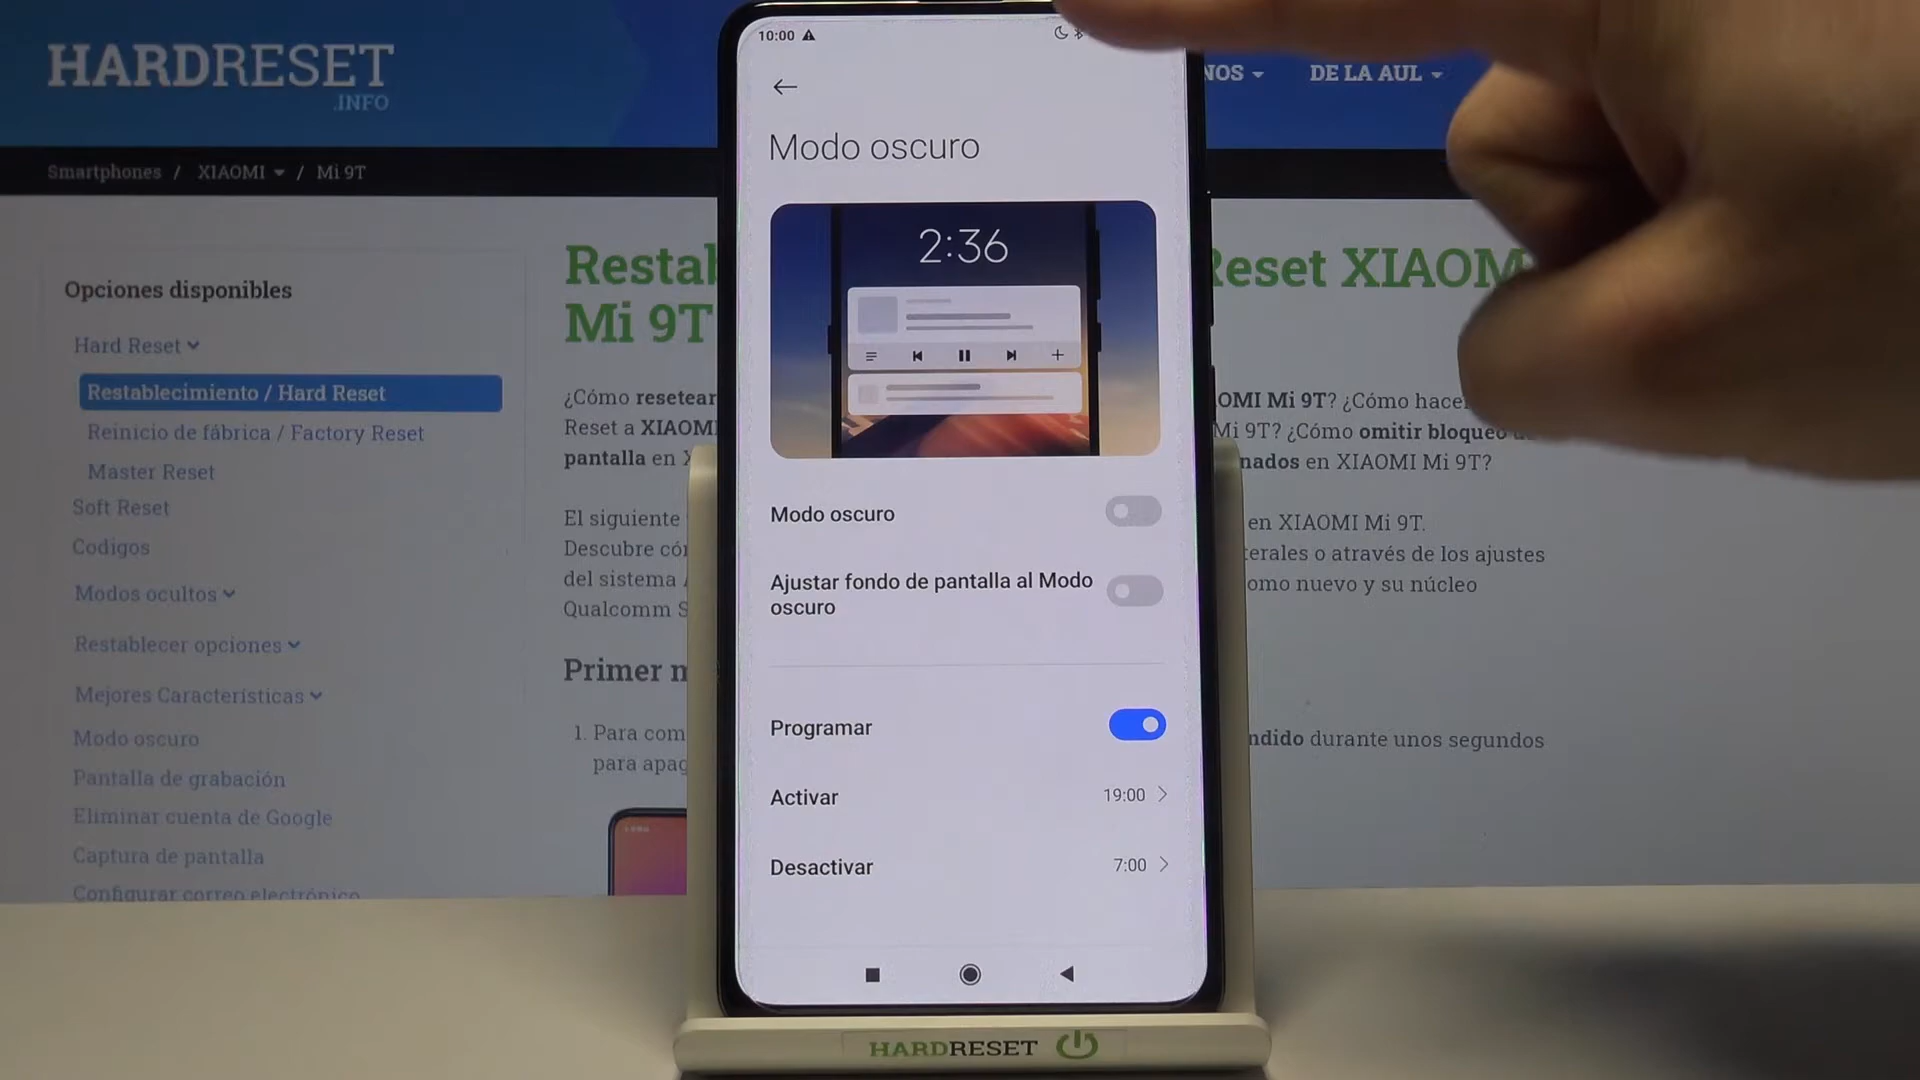 HARDRESET
.INFO
Smartphones / XIAOMI / Mi 9T
NOS
DE LA AUL
Opciones disponibles
Hard Reset
Restablecimiento / Hard Reset
Reinicio de fábrica / Factory Reset
Master Reset
Soft Reset
Codigos
Modos ocultos
Restablecer opciones
Mejores Características
Modo oscuro
Pantalla de grabación
Eliminar cuenta de Google
Captura de pantalla
Configurar correo electrónico
Reset XIAOM
Mi 9T
¿Cómo resetear
OMI Mi 9T? ¿Cómo hace
Reset a XIAOMI
Mi 9T? ¿Cómo omitir bloqueo
pantalla en
nados en XIAOMI Mi 9T?
El siguiente
en XIAOMI Mi 9T.
Descubre
terales o através de los ajustes
del sistema
omo nuevo y su núcleo
Qualcomm S
Primer
1. Para com
ndido durante unos segundos
para apag
10:00
Modo oscuro
2:36
Modo oscuro
Ajustar fondo de pantalla al Modo
oscuro
Programar
Activar 19:00
Desactivar 7:00
HARDRESET